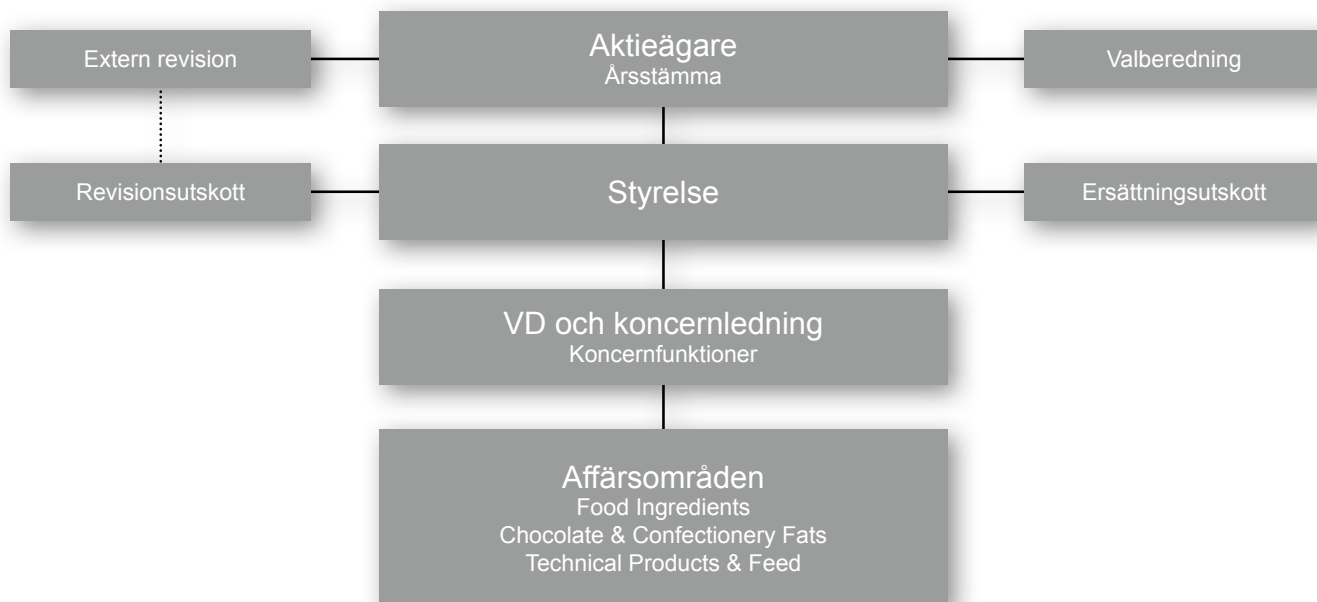 Extern revision
Aktieägare
Årsstämma
Valberedning
Revisionsutskott
Styrelse
Ersättningsutskott
VD och koncernledning
Koncernfunktioner
Affärsområden
Food Ingredients
Chocolate & Confectionery Fats
Technical Products & Feed